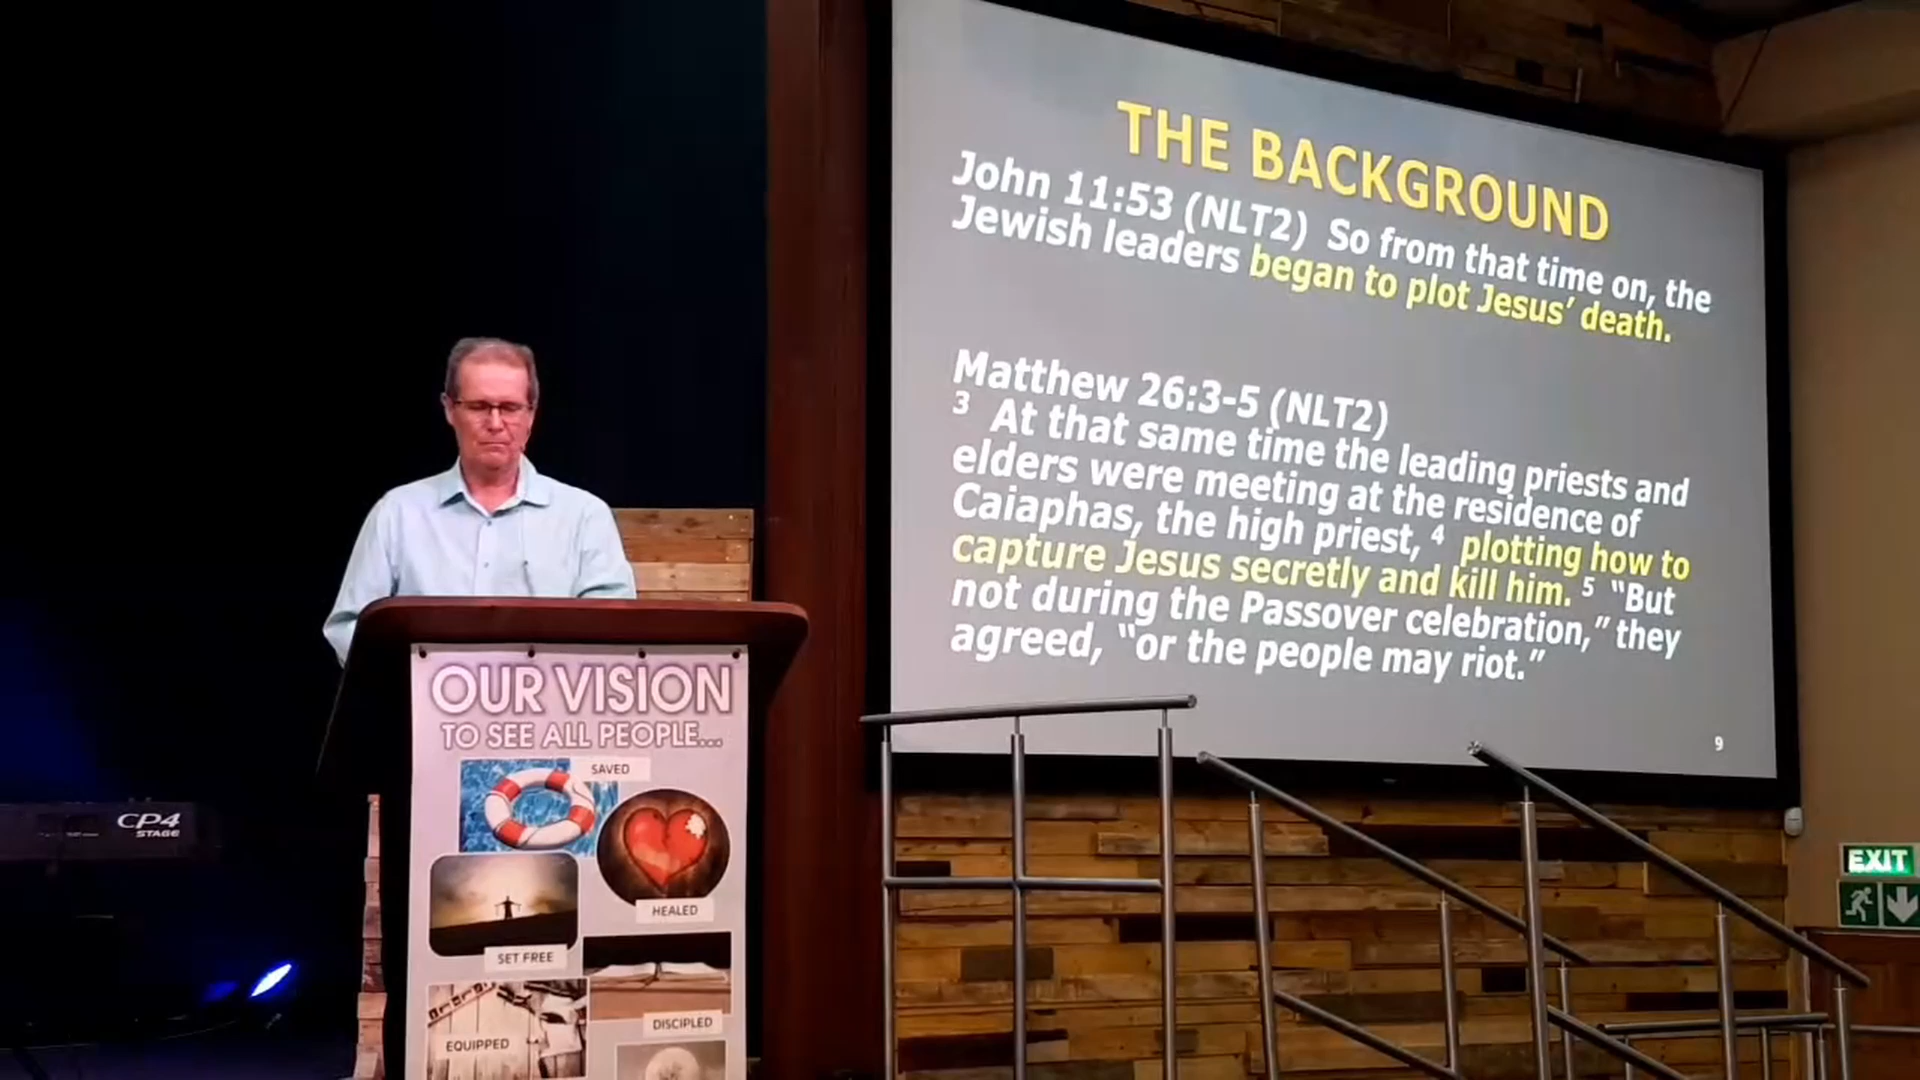 THE BACKGROUND
John 11:53 (NLT2)  So from that time on, the
Jewish leaders began to plot Jesus’ death.
Matthew 26:3-5 (NLT2)
3 At that same time the leading priests and
elders were meeting at the residence of
Caiaphas, the high priest, 4 plotting how to
capture Jesus secretly and kill him. 5 “But
not during the Passover celebration,” they
agreed, “or the people may riot.”
9
OUR VISION
TO SEE ALL PEOPLE...
SAVED
HEALED
SET FREE
DISCIPLED
EQUIPPED
CP4
STAGE
EXIT